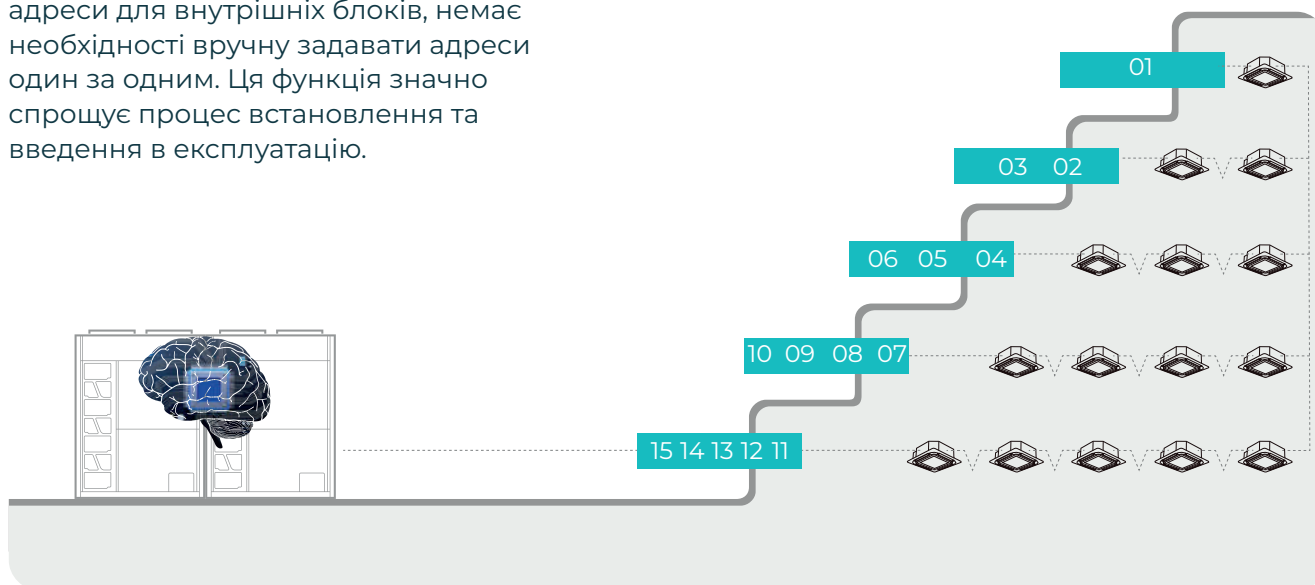 адреси для внутрішніх блоків, немає
необхідності вручну задавати адреси
один за одним. Ця функція значно
спрощує процес встановлення та
введення в експлуатацію.
01
03 02
06 05 04
10 09 08 07
15 14 13 12 11